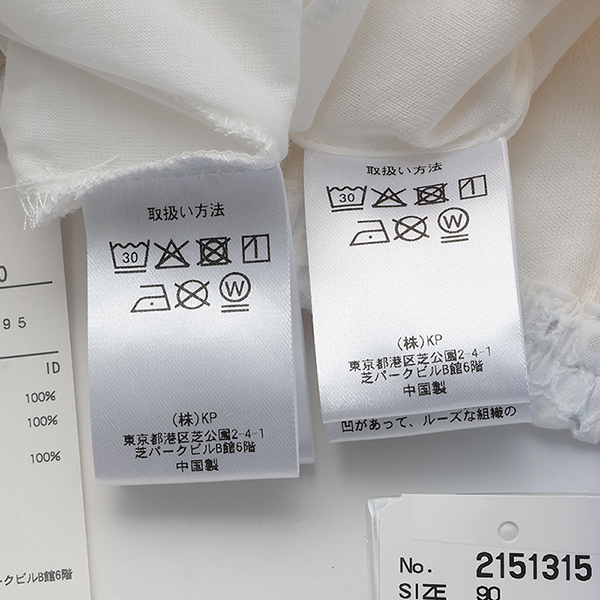 取扱い方法
30
W
(株)KP
東京都港区芝公園2-4-1
芝パークビルB館6階
中国製
取扱い方法
30
W
(株)KP
東京都港区芝公園2-4-1
芝パークビルB館6階
中国製
凹があって、ルーズな組織の
0
95
ID
100%
100%
100%
ークビルB館6階
No. 2151315
SIZE 90